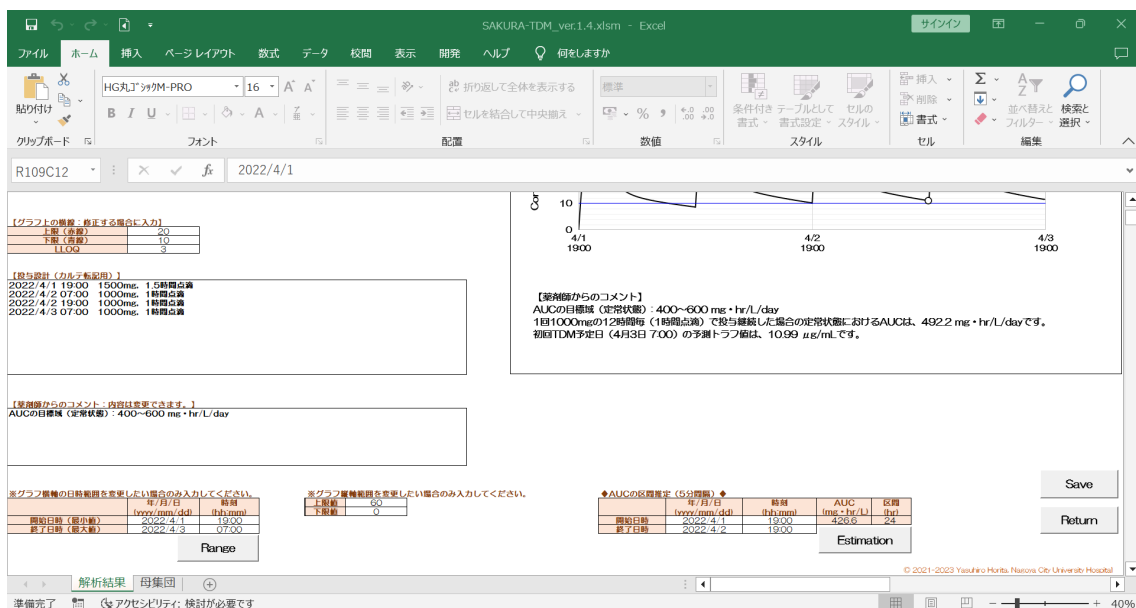 SAKURA-TDM_ver.1.4.xlsm - Excel
サインイン
ファイル ホーム 挿入 ページ レイアウト 数式 データ 校閲 表示 開発 ヘルプ 何をしますか
貼り付け
HG丸ｺﾞｼｯｸM-PRO 16
折り返して全体を表示する
標準
B I U
セルを結合して中央揃え
条件付き書式
テーブルとして書式設定
セルのスタイル
挿入
削除
書式
並べ替えとフィルター
検索と選択
クリップボード フォント 配置 数値 スタイル セル 編集
R109C12 fx 2022/4/1
【グラフ上の横線：修正する場合に入力】
上限（赤線） 20
下限（青線） 10
LLOQ 3
Cor
10
0
4/1 4/2 4/3
19:00 19:00 19:00
【投与設計（カルテ転記用）】
2022/4/1 19:00 1500mg，1.5時間点滴
2022/4/2 07:00 1000mg，1時間点滴
2022/4/2 19:00 1000mg，1時間点滴
2022/4/3 07:00 1000mg，1時間点滴
【薬剤師からのコメント】
AUCの目標域（定常状態）：400～600 mg・hr/L/day
1回1000mgの12時間毎（1時間点滴）で投与継続した場合の定常状態におけるAUCは、492.2 mg・hr/L/dayです。
初回TDM予定日（4月3日 7:00）の予測トラフ値は、10.99 μg/mLです。
【薬剤師からのコメント：内容は変更できます。】
AUCの目標域（定常状態）：400～600 mg・hr/L/day
※グラフ横軸の日時範囲を変更したい場合のみ入力してください。
年/月/日 時刻
(yyyy/mm/dd) (hh:mm)
開始日時（最小値） 2022/4/1 19:00
終了日時（最大値） 2022/4/3 07:00
Range
※グラフ縦軸範囲を変更したい場合のみ入力してください。
上限値 60
下限値 0
◆AUCの区間推定（5分間隔）◆
年/月/日 時刻 AUC 区間
(yyyy/mm/dd) (hh:mm) (mg・hr/L) (hr)
開始日時 2022/4/1 19:00 426.6 24
終了日時 2022/4/2 19:00
Estimation
Save
Return
© 2021-2023 Yasuhiro Horita, Nagoya City University Hospital
解析結果 母集団
準備完了 アクセシビリティ: 検討が必要です 40%